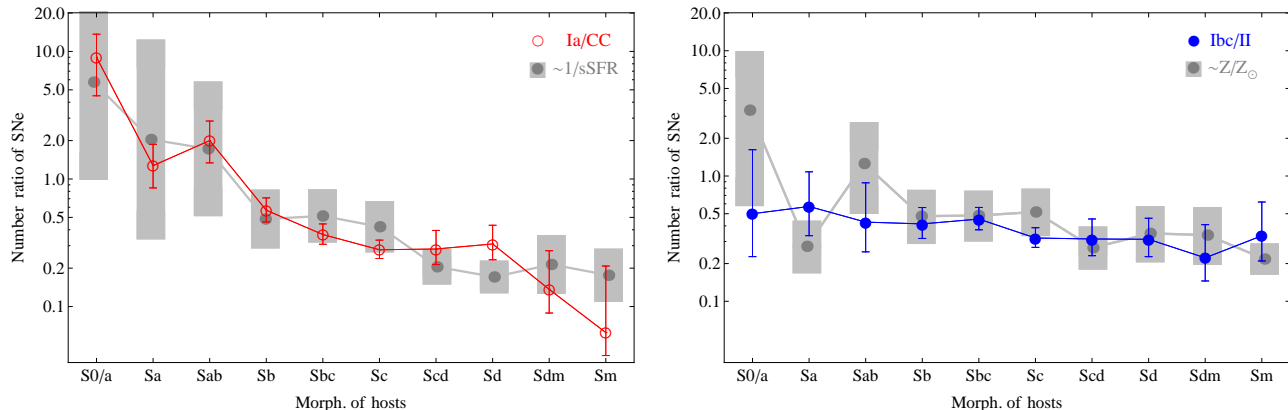 20.0
10.0
5.0
2.0
1.0
0.5
0.2
0.1
Number ratio of SNe
Ia/CC
~1/sSFR
S0/a Sa Sab Sb Sbc Sc Scd Sd Sdm Sm
Morph. of hosts
20.0
10.0
5.0
2.0
1.0
0.5
0.2
0.1
Number ratio of SNe
Ibc/II
~Z/Z⊙
S0/a Sa Sab Sb Sbc Sc Scd Sd Sdm Sm
Morph. of hosts